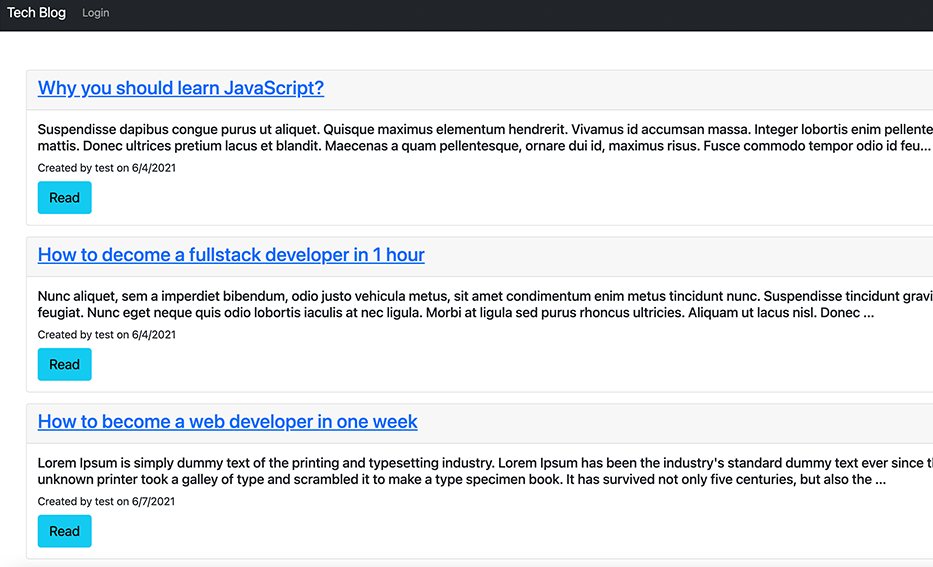 Tech Blog Login
Why you should learn JavaScript?
Suspendisse dapibus congue purus ut aliquet. Quisque maximus elementum hendrerit. Vivamus id accumsan massa. Integer lobortis enim pellente
mattis. Donec ultrices pretium lacus et blandit. Maecenas a quam pellentesque, ornare dui id, maximus risus. Fusce commodo tempor odio id feu...
Created by test on 6/4/2021
Read
How to decome a fullstack developer in 1 hour
Nunc aliquet, sem a imperdiet bibendum, odio justo vehicula metus, sit amet condimentum enim metus tincidunt nunc. Suspendisse tincidunt gravi
feugiat. Nunc eget neque quis odio lobortis iaculis at nec ligula. Morbi at ligula sed purus rhoncus ultricies. Aliquam ut lacus nisl. Donec ...
Created by test on 6/4/2021
Read
How to become a web developer in one week
Lorem Ipsum is simply dummy text of the printing and typesetting industry. Lorem Ipsum has been the industry's standard dummy text ever since t
unknown printer took a galley of type and scrambled it to make a type specimen book. It has survived not only five centuries, but also the ...
Created by test on 6/7/2021
Read